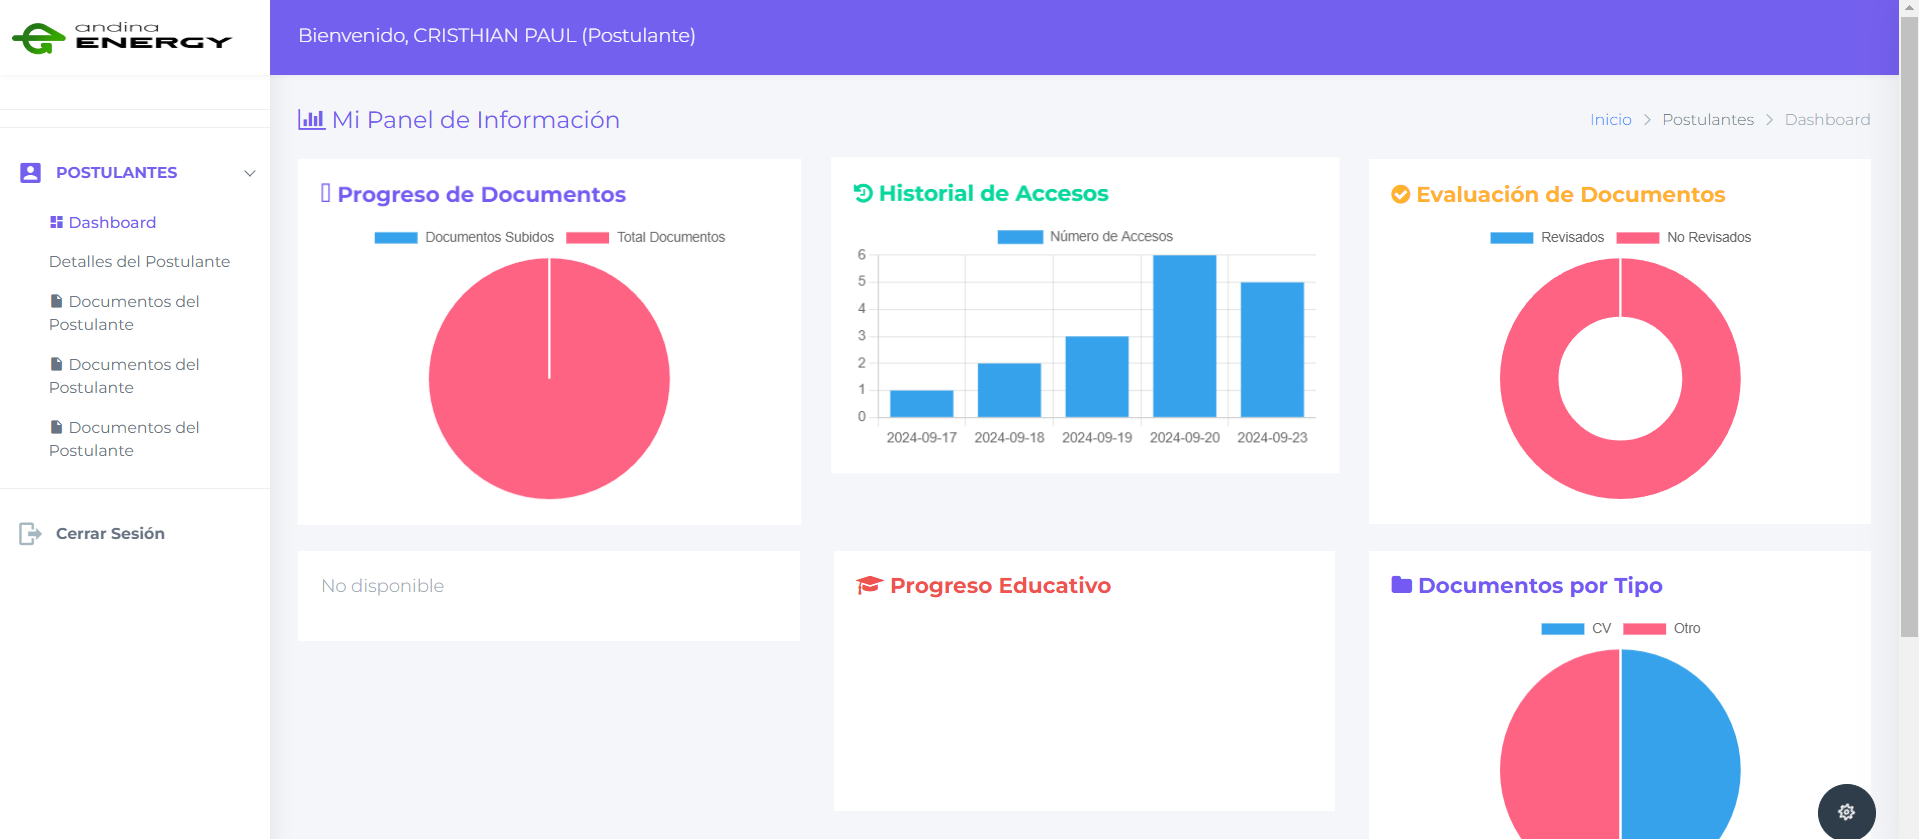 andina
ENERGY
Bienvenido, CRISTHIAN PAUL (Postulante)
Mi Panel de Información
Inicio > Postulantes > Dashboard
POSTULANTES
Dashboard
Detalles del Postulante
Documentos del
Postulante
Documentos del
Postulante
Documentos del
Postulante
Cerrar Sesión
Progreso de Documentos
Documentos Subidos
Total Documentos
Historial de Accesos
Número de Accesos
6
5
4
3
2
1
0
2024-09-17
2024-09-18
2024-09-19
2024-09-20
2024-09-23
Evaluación de Documentos
Revisados
No Revisados
No disponible
Progreso Educativo
Documentos por Tipo
CV
Otro